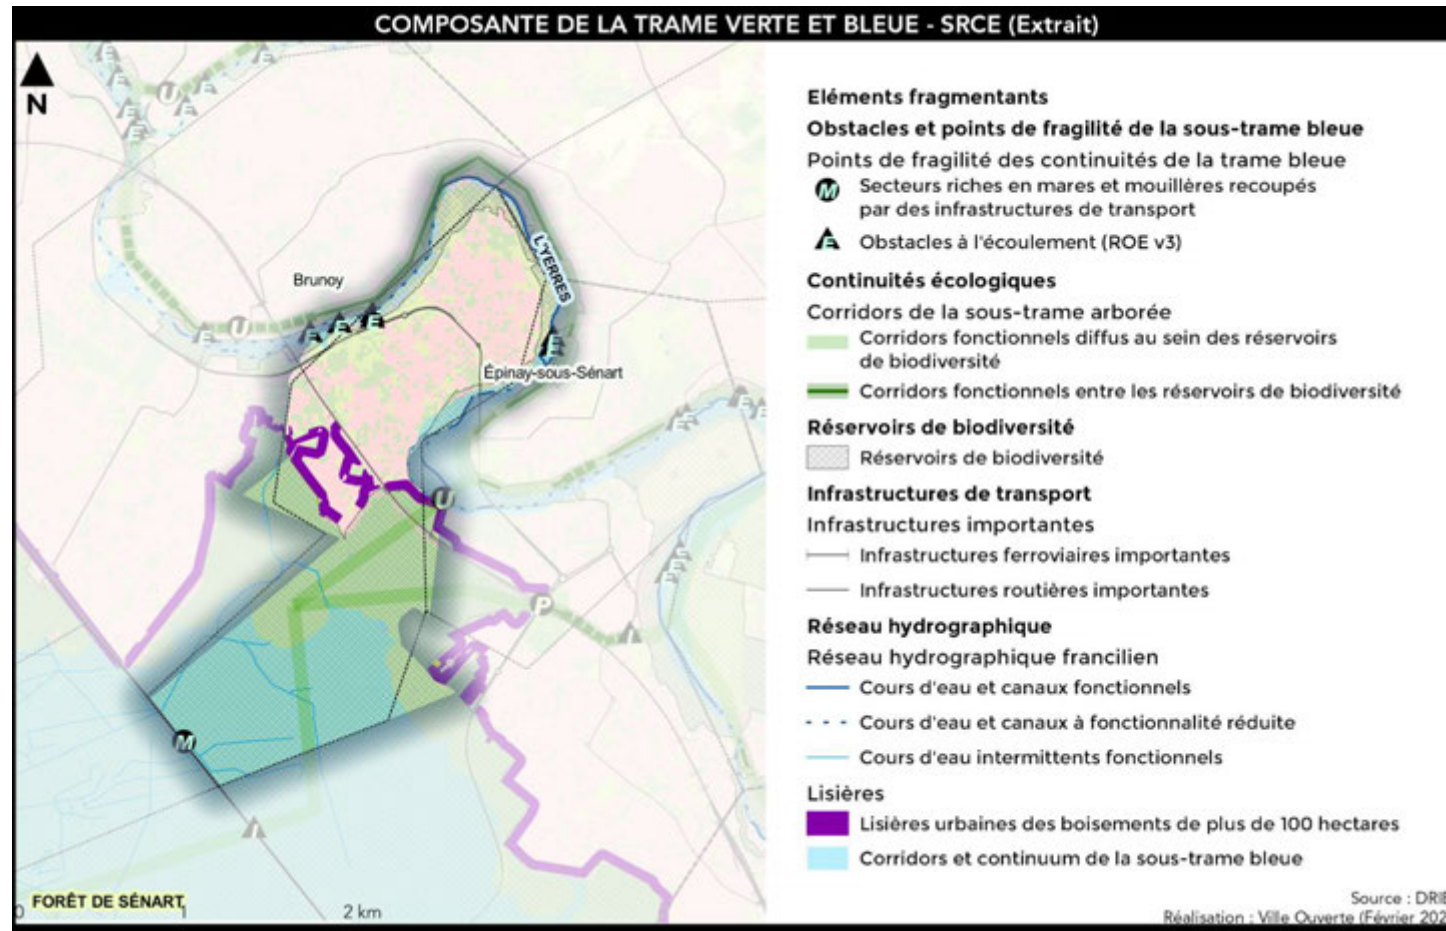 COMPOSANTE DE LA TRAME VERTE ET BLEUE - SRCE (Extrait)
N
Brunoy
L'YERRES
Épinay-sous-Sénart
E
E
E
E
E
E
E
E
E
E
E
E
E
E
U
U
U
P
I
I
M
FORÊT DE SÉNART
0
1
2 km
Eléments fragmentants
Obstacles et points de fragilité de la sous-trame bleue
Points de fragilité des continuités de la trame bleue
M Secteurs riches en mares et mouillères recoupés
par des infrastructures de transport
E Obstacles à l'écoulement (ROE v3)
Continuités écologiques
Corridors de la sous-trame arborée
Corridors fonctionnels diffus au sein des réservoirs
de biodiversité
Corridors fonctionnels entre les réservoirs de biodiversité
Réservoirs de biodiversité
Réservoirs de biodiversité
Infrastructures de transport
Infrastructures importantes
Infrastructures ferroviaires importantes
Infrastructures routières importantes
Réseau hydrographique
Réseau hydrographique francilien
Cours d'eau et canaux fonctionnels
Cours d'eau et canaux à fonctionnalité réduite
Cours d'eau intermittents fonctionnels
Lisières
Lisières urbaines des boisements de plus de 100 hectares
Corridors et continuum de la sous-trame bleue
Source : DRIE
Réalisation : Ville Ouverte (Février 202